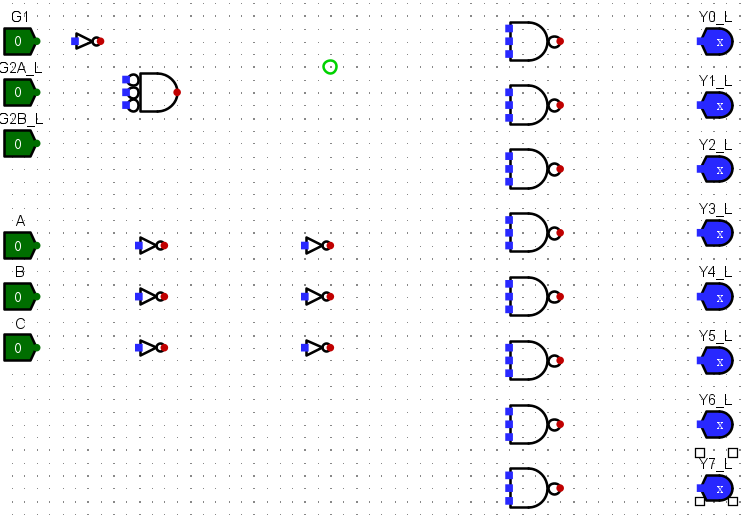 G1
Y0_L
0
x
G2A_L
Y1_L
0
x
G2B_L
Y2_L
0
x
A
Y3_L
0
x
B
Y4_L
0
x
C
Y5_L
0
x
Y6_L
x
Y7_L
x